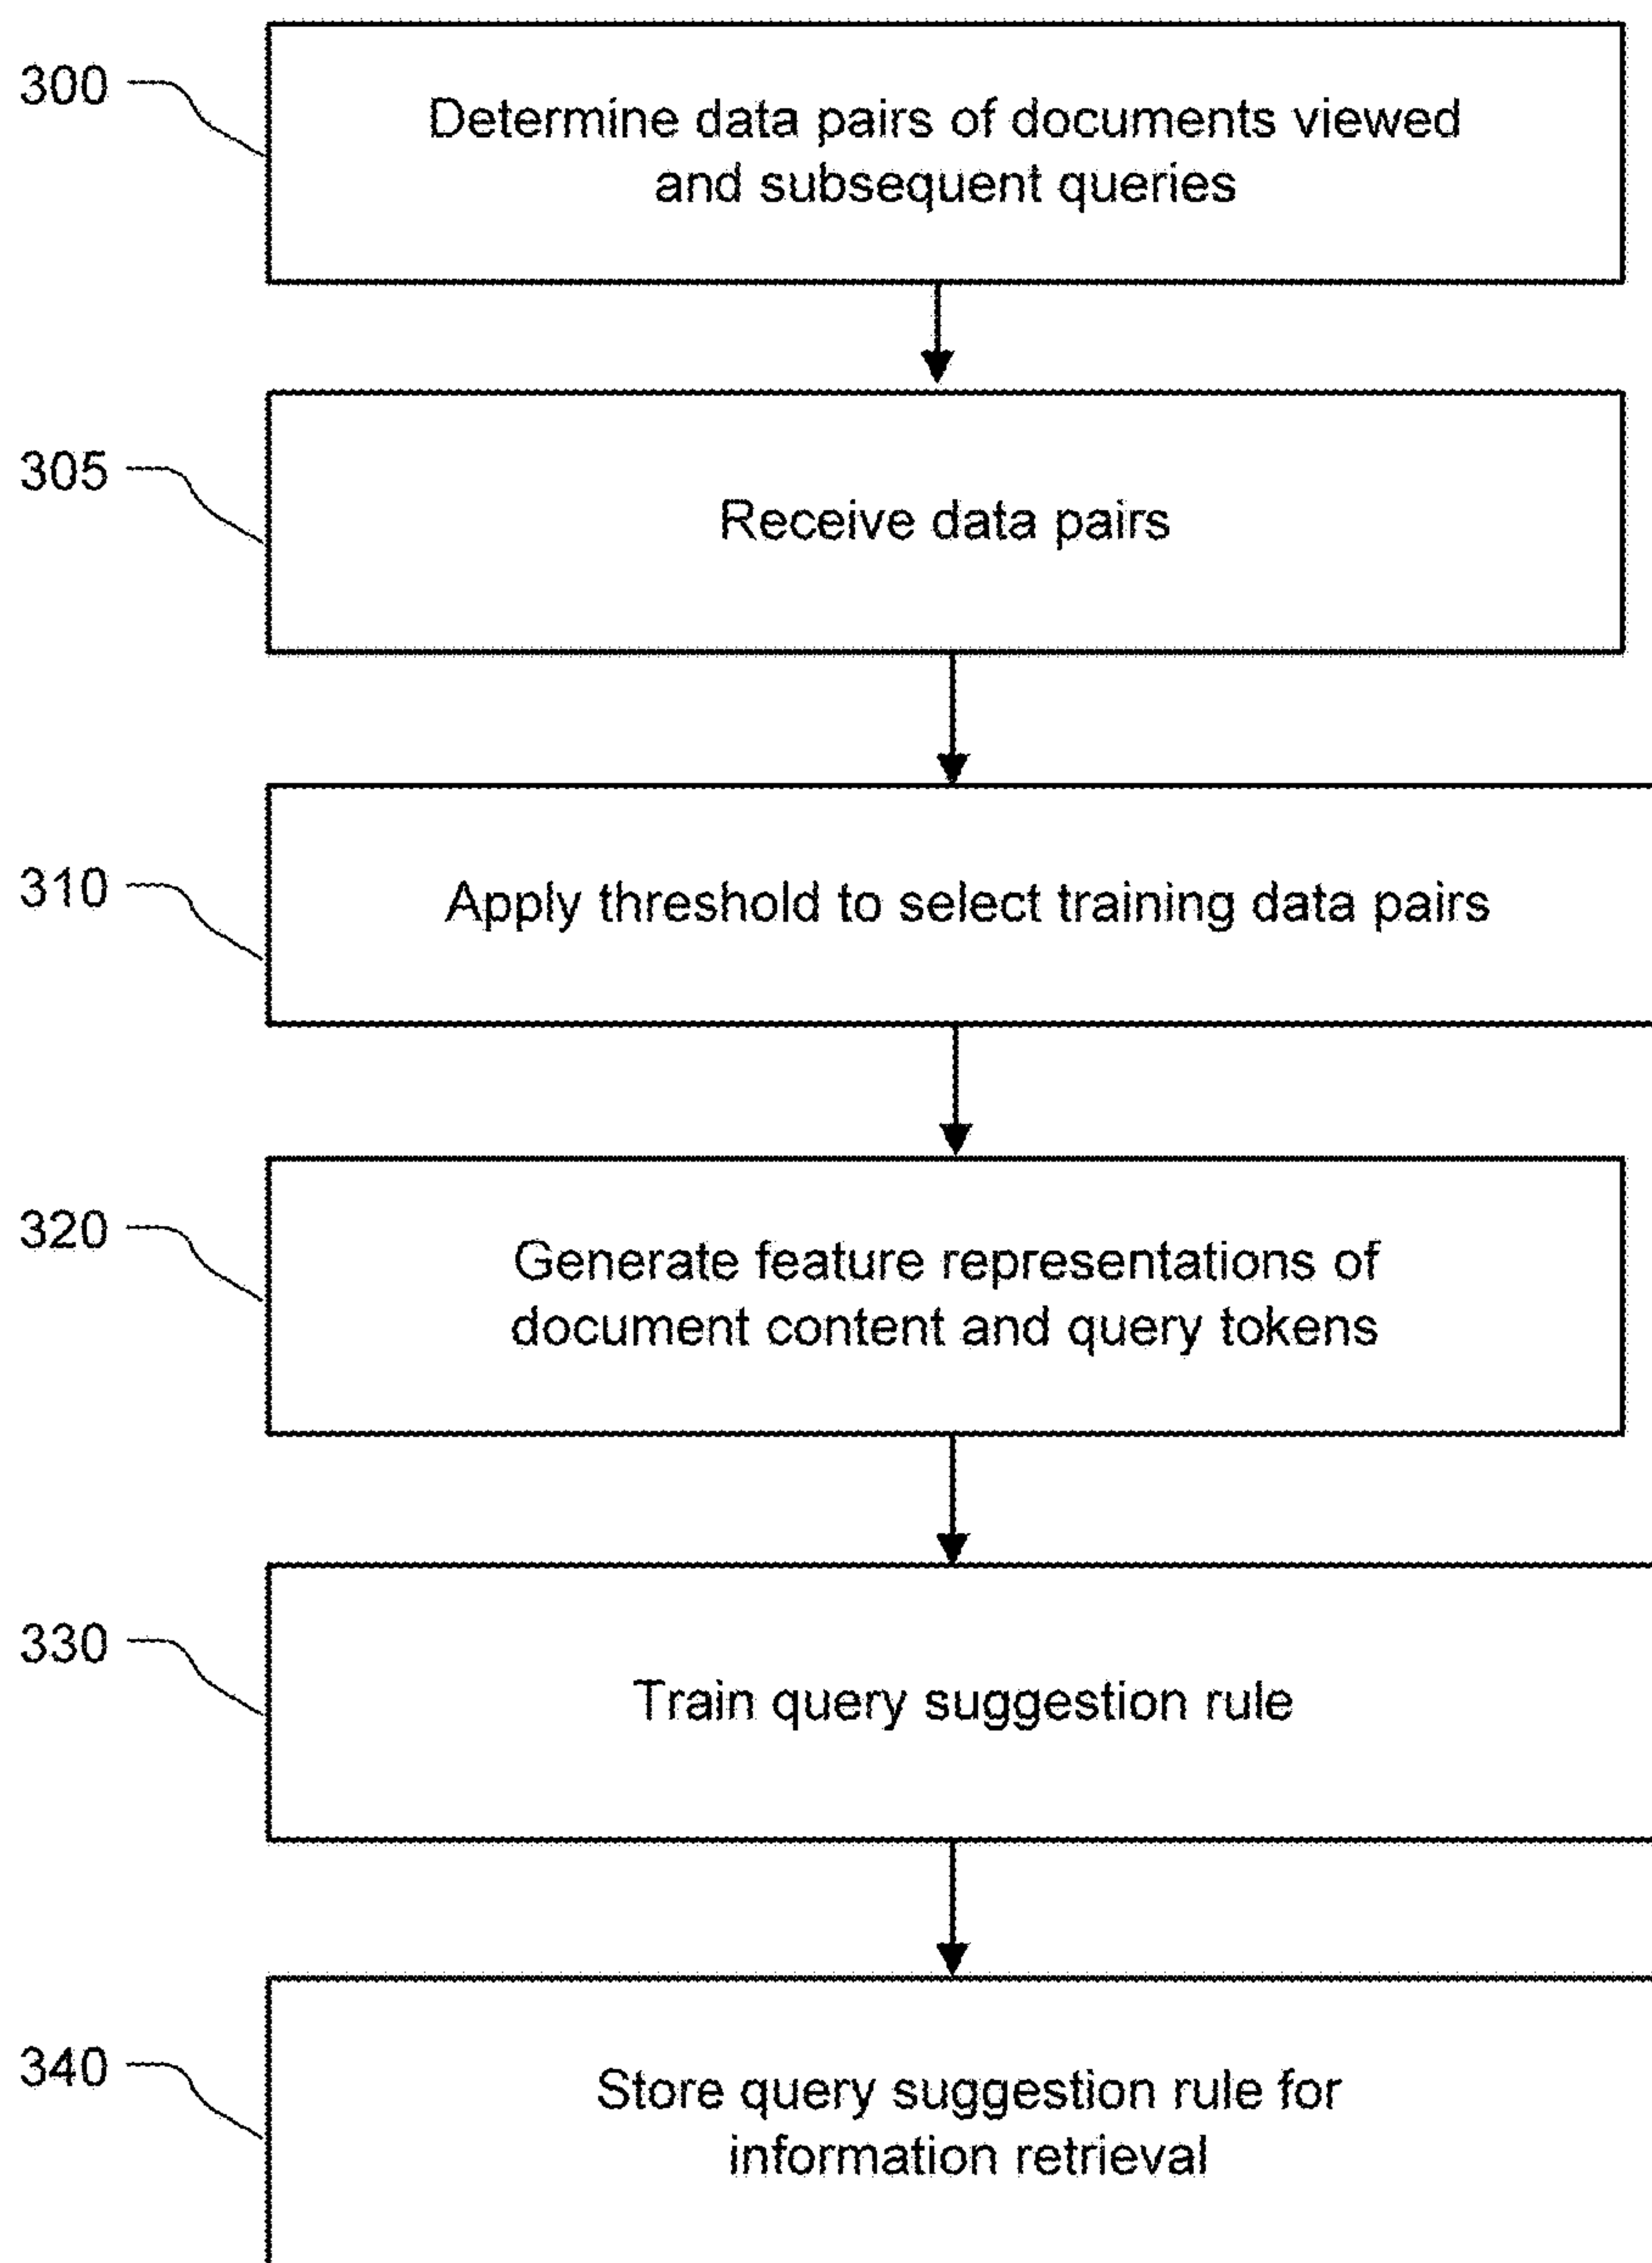 300
Determine data pairs of documents viewed
and subsequent queries
305
Receive data pairs
310
Apply threshold to select training data pairs
320
Generate feature representations of
document content and query tokens
330
Train query suggestion rule
340
Store query suggestion rule for
information retrieval